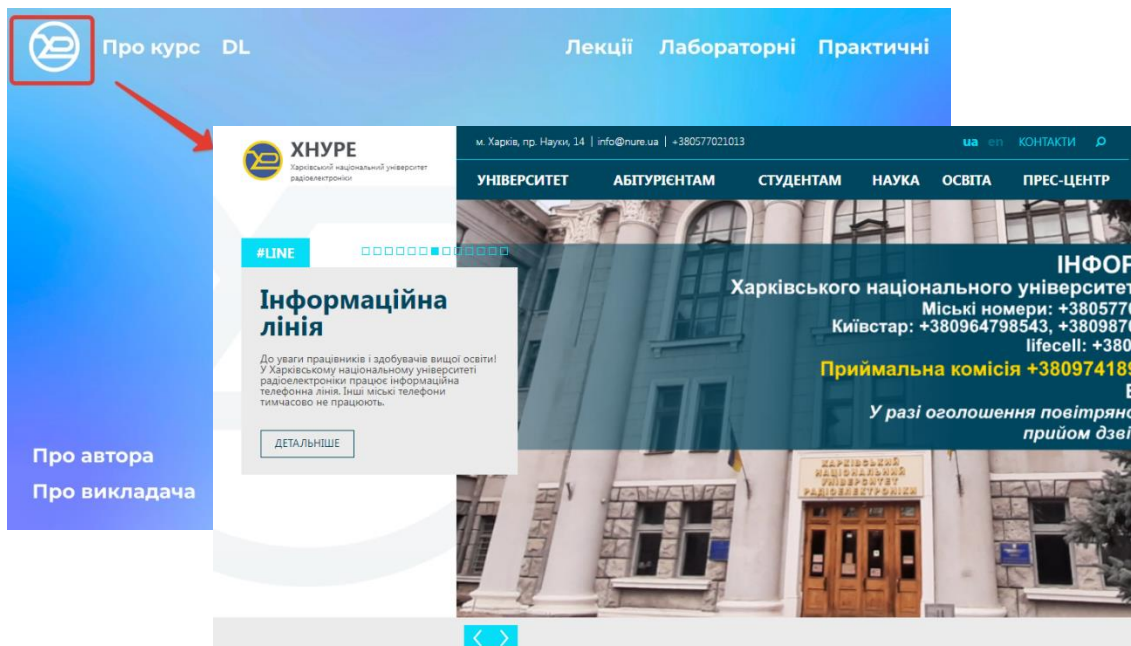 Про курс DL Лекції Лабораторні Практичні
ХНУРЕ
Харківський національний університет
радіоелектроніки
м. Харків, пр. Науки, 14 | info@nure.ua | +380577021013 ua en КОНТАКТИ
УНІВЕРСИТЕТ АБІТУРІЄНТАМ СТУДЕНТАМ НАУКА ОСВІТА ПРЕС-ЦЕНТР
#LINE
Інформаційна
лінія
До уваги працівників і здобувачів вищої освіти!
У Харківському національному університеті
радіоелектроніки працює інформаційна
телефонна лінія. Інші міські телефони
тимчасово не працюють.
ДЕТАЛЬНІШЕ
ІНФОР
Харківського національного університет
Міські номери: +3805770
Київстар: +380964798543, +3809870
lifecell: +380
Приймальна комісія +380974189
У разі оголошення повітряно
прийом дзві
ХАРКІВСЬКИЙ
НАЦІОНАЛЬНИЙ
УНІВЕРСИТЕТ
РАДІОЕЛЕКТРОНІКИ
Про автора
Про викладача